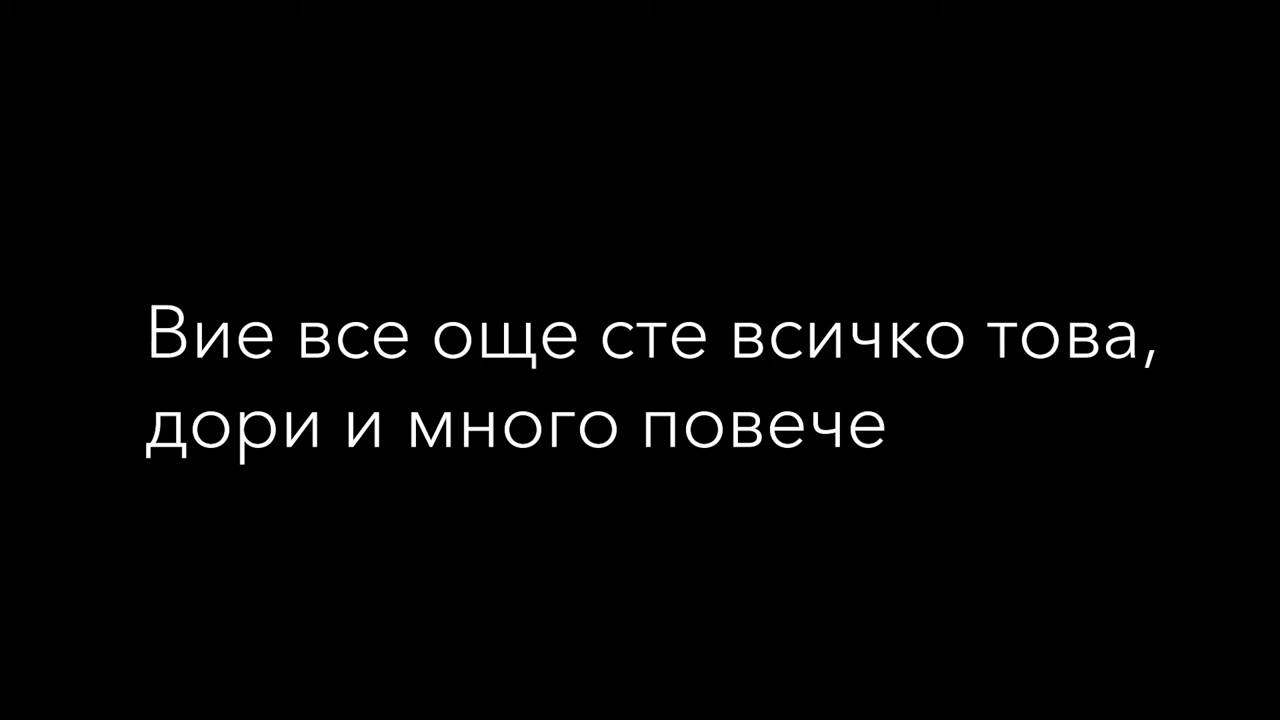 Вие все още сте всичко това,
дори и много повече